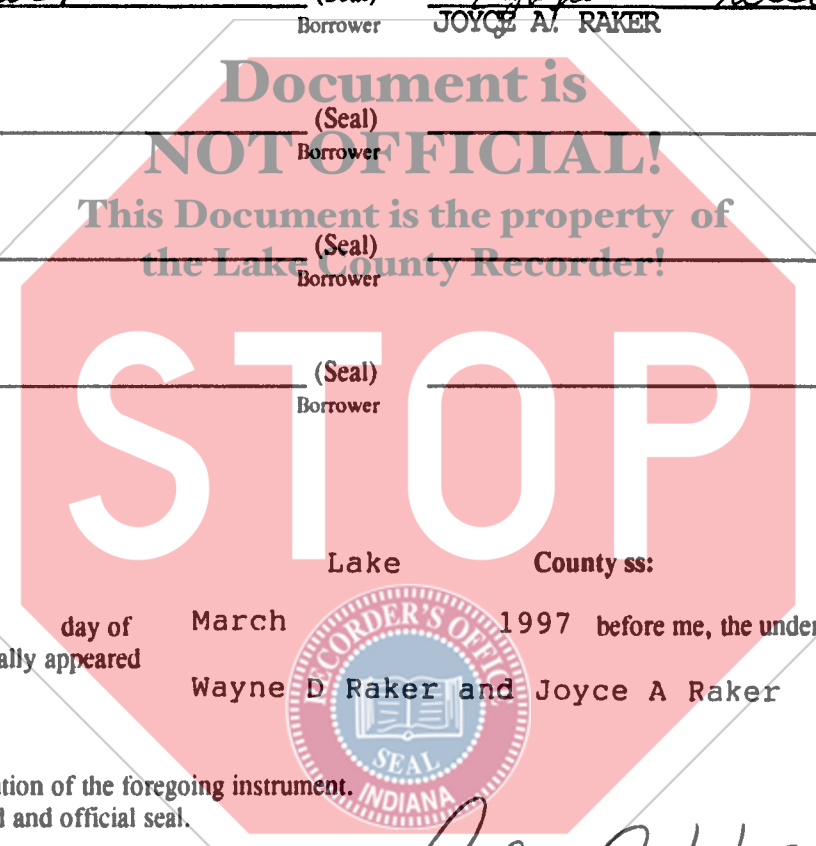 (Seal)
Borrower JOYCE A. RAKER
Document is
(Seal)
NOT OFFICIAL!
Borrower
This Document is the property of
(Seal)
the Lake County Recorder!
Borrower
(Seal)
Borrower
STOP
Lake County ss:
day of March 1997 before me, the under
ally appeared
Wayne D Raker and Joyce A Raker
RECORDER'S OFFICE
SEAL
INDIANA
tion of the foregoing instrument.
d and official seal.